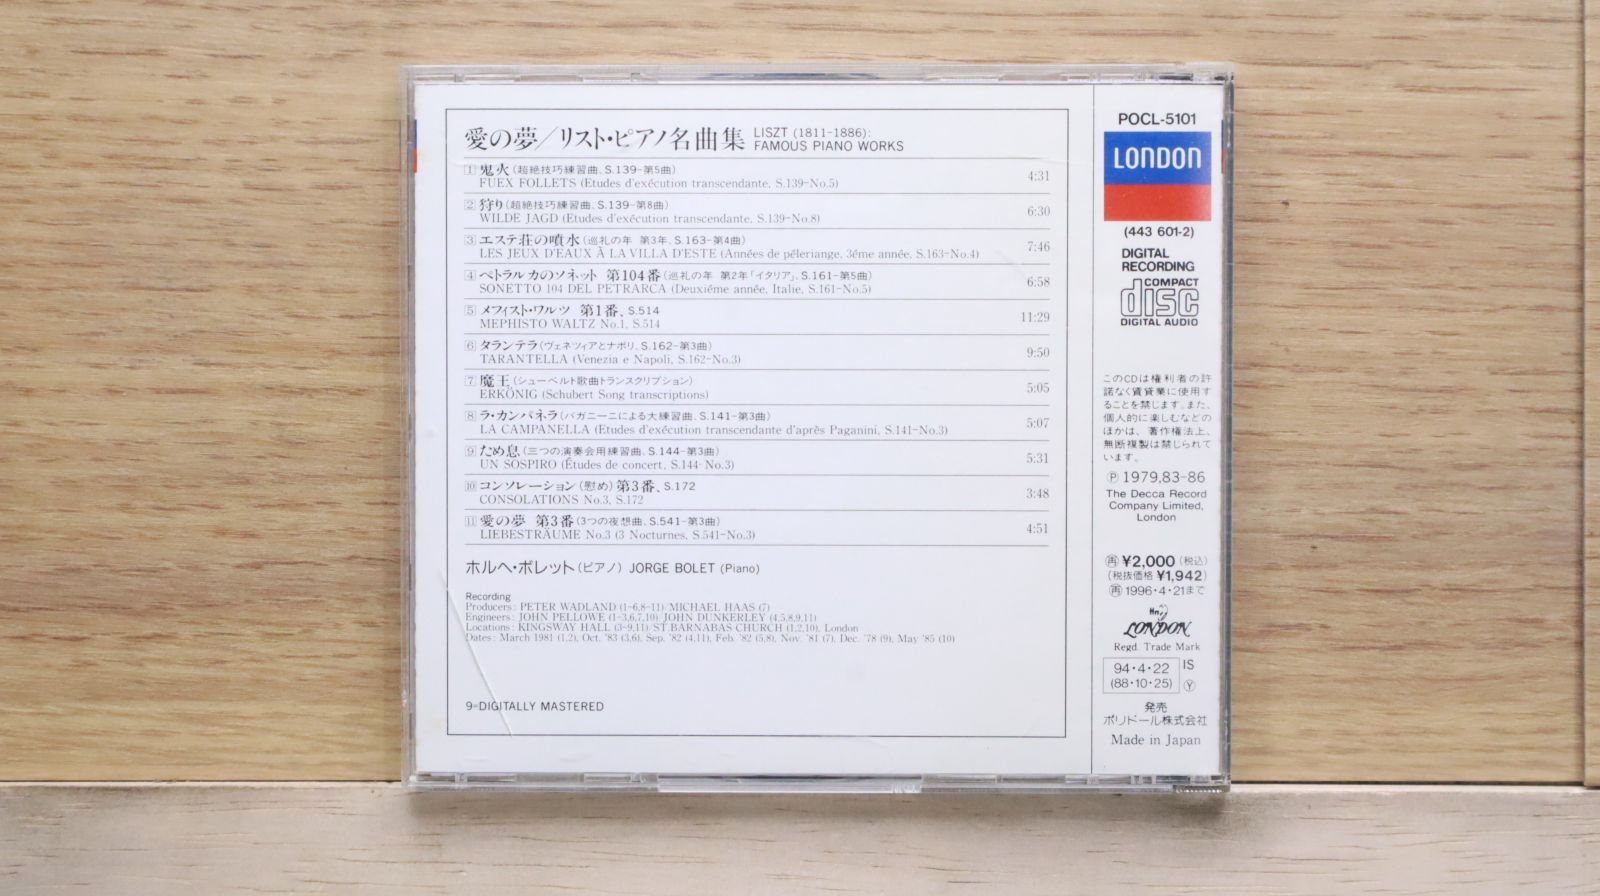 愛の夢/リスト・ピアノ名曲集 LISZT (1811-1886):
FAMOUS PIANO WORKS
1 鬼火(超絶技巧練習曲、S.139-第5曲)
FUEX FOLLETS (Etudes d'exécution transcendante, S.139-No.5) 4:31
2 狩り(超絶技巧練習曲、S.139-第8曲)
WILDE JAGD (Etudes d'exécution transcendante, S.139-No.8) 6:30
3 エステ荘の噴水(巡礼の年 第3年、S.163-第4曲)
LES JEUX D'EAUX À LA VILLA D'ESTE (Années de péleriange, 3éme année, S.163-No.4) 7:46
4 ペトラルカのソネット 第104番(巡礼の年 第2年「イタリア」、S.161-第5曲)
SONETTO 104 DEL PETRARCA (Deuxiéme année, Italie, S.161-No.5) 6:58
5 メフィスト・ワルツ 第1番、S.514
MEPHISTO WALTZ No.1, S.514 11:29
6 タランテラ(ヴェネツィアとナポリ、S.162-第3曲)
TARANTELLA (Venezia e Napoli, S.162-No.3) 9:50
7 魔王(シューベルト歌曲トランスクリプション)
ERKÖNIG (Schubert Song transcriptions) 5:05
8 ラ・カンパネラ(パガニーニによる大練習曲、S.141-第3曲)
LA CAMPANELLA (Etudes d'exécution transcendante d'après Paganini, S.141-No.3) 5:07
9 ため息(三つの演奏会用練習曲、S.144-第3曲)
UN SOSPIRO (Études de concert, S.144-No.3) 5:31
10 コンソレーション(慰め)第3番、S.172
CONSOLATIONS No.3, S.172 3:48
11 愛の夢 第3番(3つの夜想曲、S.541-第3曲)
LIEBESTRÄUME No.3 (3 Nocturnes, S.541-No.3) 4:51
ホルヘ・ボレット(ピアノ) JORGE BOLET (Piano)
Recording
Producers: PETER WADLAND (1-6,8-11)/MICHAEL HAAS (7)
Engineers: JOHN PELLOWE (1-3,6,7,10) JOHN DUNKERLEY (4,5,8,9,11)
Locations: KINGSWAY HALL (3-9,11)/ST.BARNABAS CHURCH (1,2,10), London
Dates: March 1981 (1,2), Oct. '83 (3,6), Sep. '82 (4,11), Feb. '82 (5,8), Nov. '81 (7), Dec. '78 (9), May '85 (10)
9=DIGITALLY MASTERED
POCL-5101
LONDON
(443 601-2)
DIGITAL
RECORDING
COMPACT
disc
DIGITAL AUDIO
このCDは権利者の許
諾なく賃貸業に使用す
ることを禁じます。また、
個人的に楽しむなどの
ほかは、著作権法上、
無断複製は禁じられて
います。
Ⓟ 1979,83-86
The Decca Record
Company Limited,
London
再 ¥2,000 (税込)
(税抜価格 ¥1,942)
再 1996・4・21まで
LONDON
Regd. Trade Mark
94・4・22 IS
(88・10・25) Ⓨ
発売
ポリドール株式会社
Made in Japan